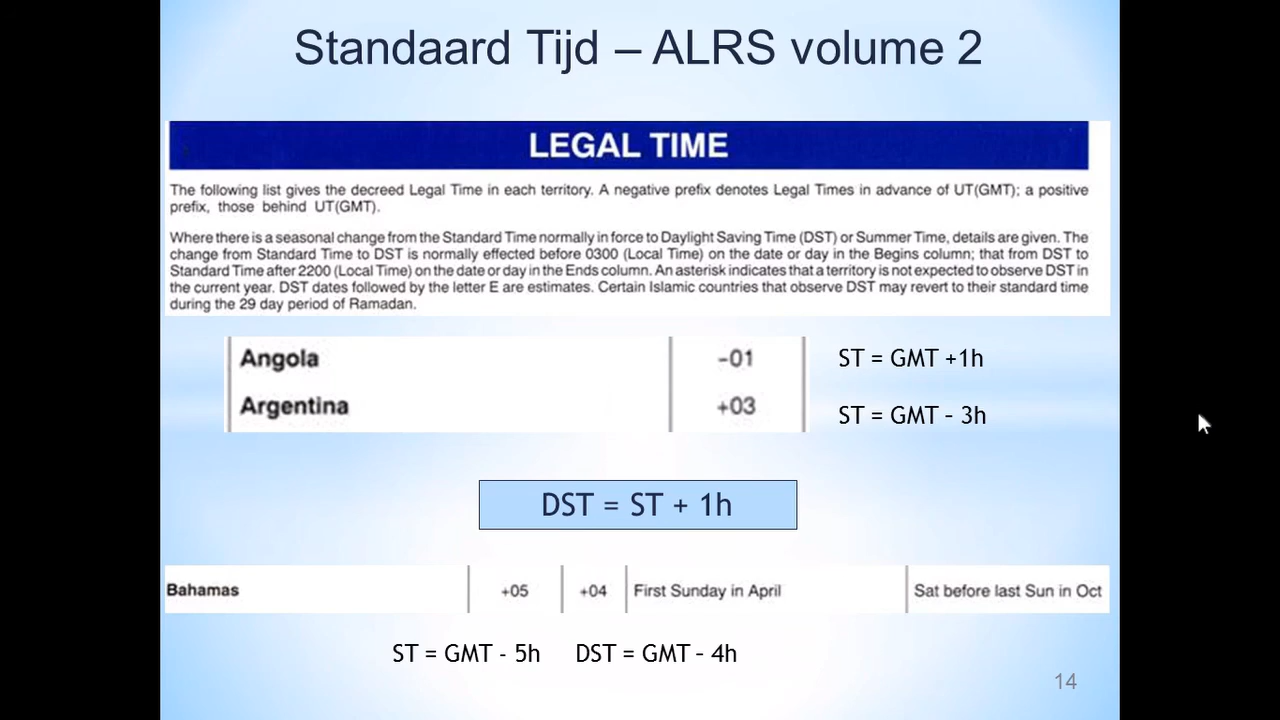 Standaard Tijd – ALRS volume 2
LEGAL TIME
The following list gives the decreed Legal Time in each territory. A negative prefix denotes Legal Times in advance of UT(GMT); a positive
prefix, those behind UT(GMT).
Where there is a seasonal change from the Standard Time normally in force to Daylight Saving Time (DST) or Summer Time, details are given. The
change from Standard Time to DST is normally effected before 0300 (Local Time) on the date or day in the Begins column; that from DST to
Standard Time after 2200 (Local Time) on the date or day in the Ends column. An asterisk indicates that a territory is not expected to observe DST in
the current year. DST dates followed by the letter E are estimates. Certain Islamic countries that observe DST may revert to their standard time
during the 29 day period of Ramadan.
Angola –01 ST = GMT +1h
Argentina +03 ST = GMT – 3h
DST = ST + 1h
Bahamas +05 +04 First Sunday in April Sat before last Sun in Oct
ST = GMT - 5h DST = GMT – 4h
14